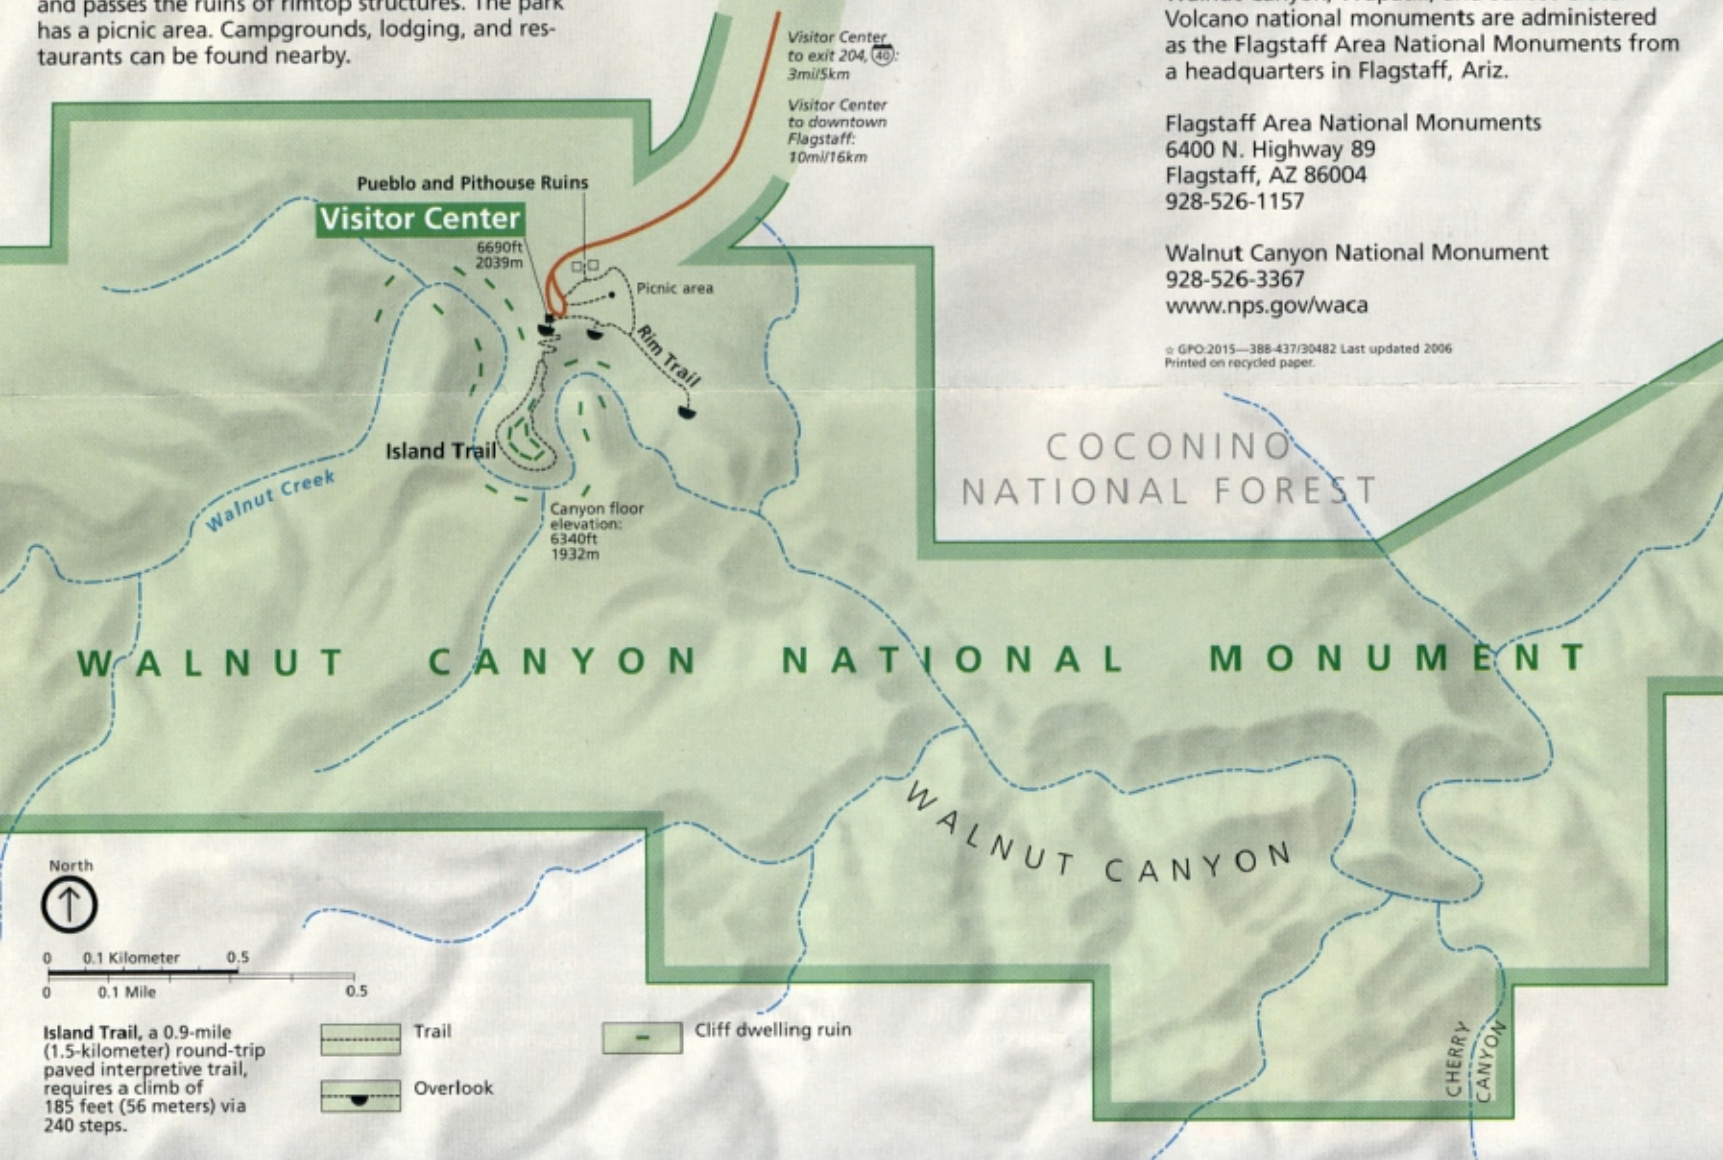 and passes the ruins of rimtop structures. The park
has a picnic area. Campgrounds, lodging, and res-
taurants can be found nearby.
Volcano national monuments are administered
as the Flagstaff Area National Monuments from
a headquarters in Flagstaff, Ariz.
Flagstaff Area National Monuments
6400 N. Highway 89
Flagstaff, AZ 86004
928-526-1157
Walnut Canyon National Monument
928-526-3367
www.nps.gov/waca
☆ GPO:2015—388-437/30482 Last updated 2006
Printed on recycled paper.
Visitor Center
to exit 204, 40:
3mi/5km
Visitor Center
to downtown
Flagstaff:
10mi/16km
Pueblo and Pithouse Ruins
Visitor Center
6690ft
2039m
Picnic area
Rim Trail
Island Trail
Walnut Creek
Canyon floor
elevation:
6340ft
1932m
COCONINO
NATIONAL FOREST
WALNUT CANYON NATIONAL MONUMENT
WALNUT CANYON
CHERRY
CANYON
North
0 0.1 Kilometer 0.5
0 0.1 Mile 0.5
Island Trail, a 0.9-mile
(1.5-kilometer) round-trip
paved interpretive trail,
requires a climb of
185 feet (56 meters) via
240 steps.
Trail
Overlook
Cliff dwelling ruin